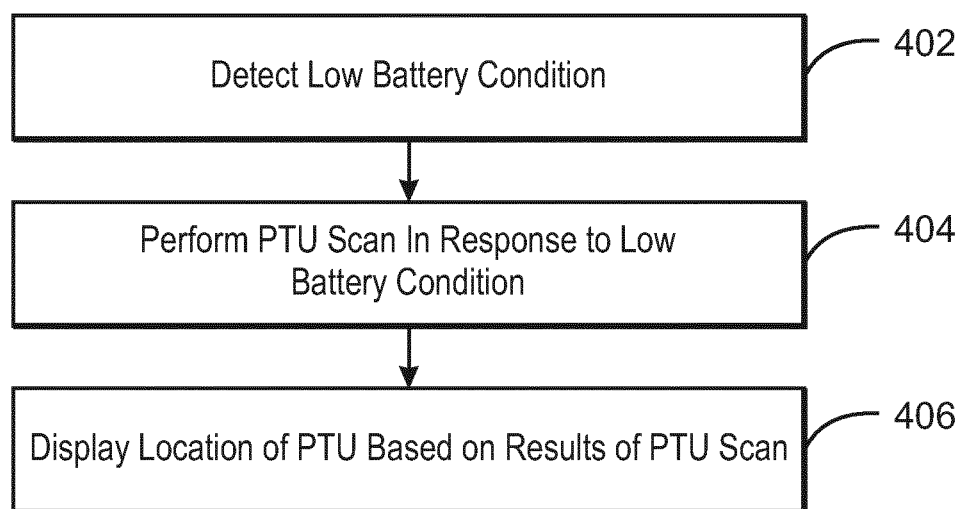 Detect Low Battery Condition
402
Perform PTU Scan In Response to Low
Battery Condition
404
Display Location of PTU Based on Results of PTU Scan
406